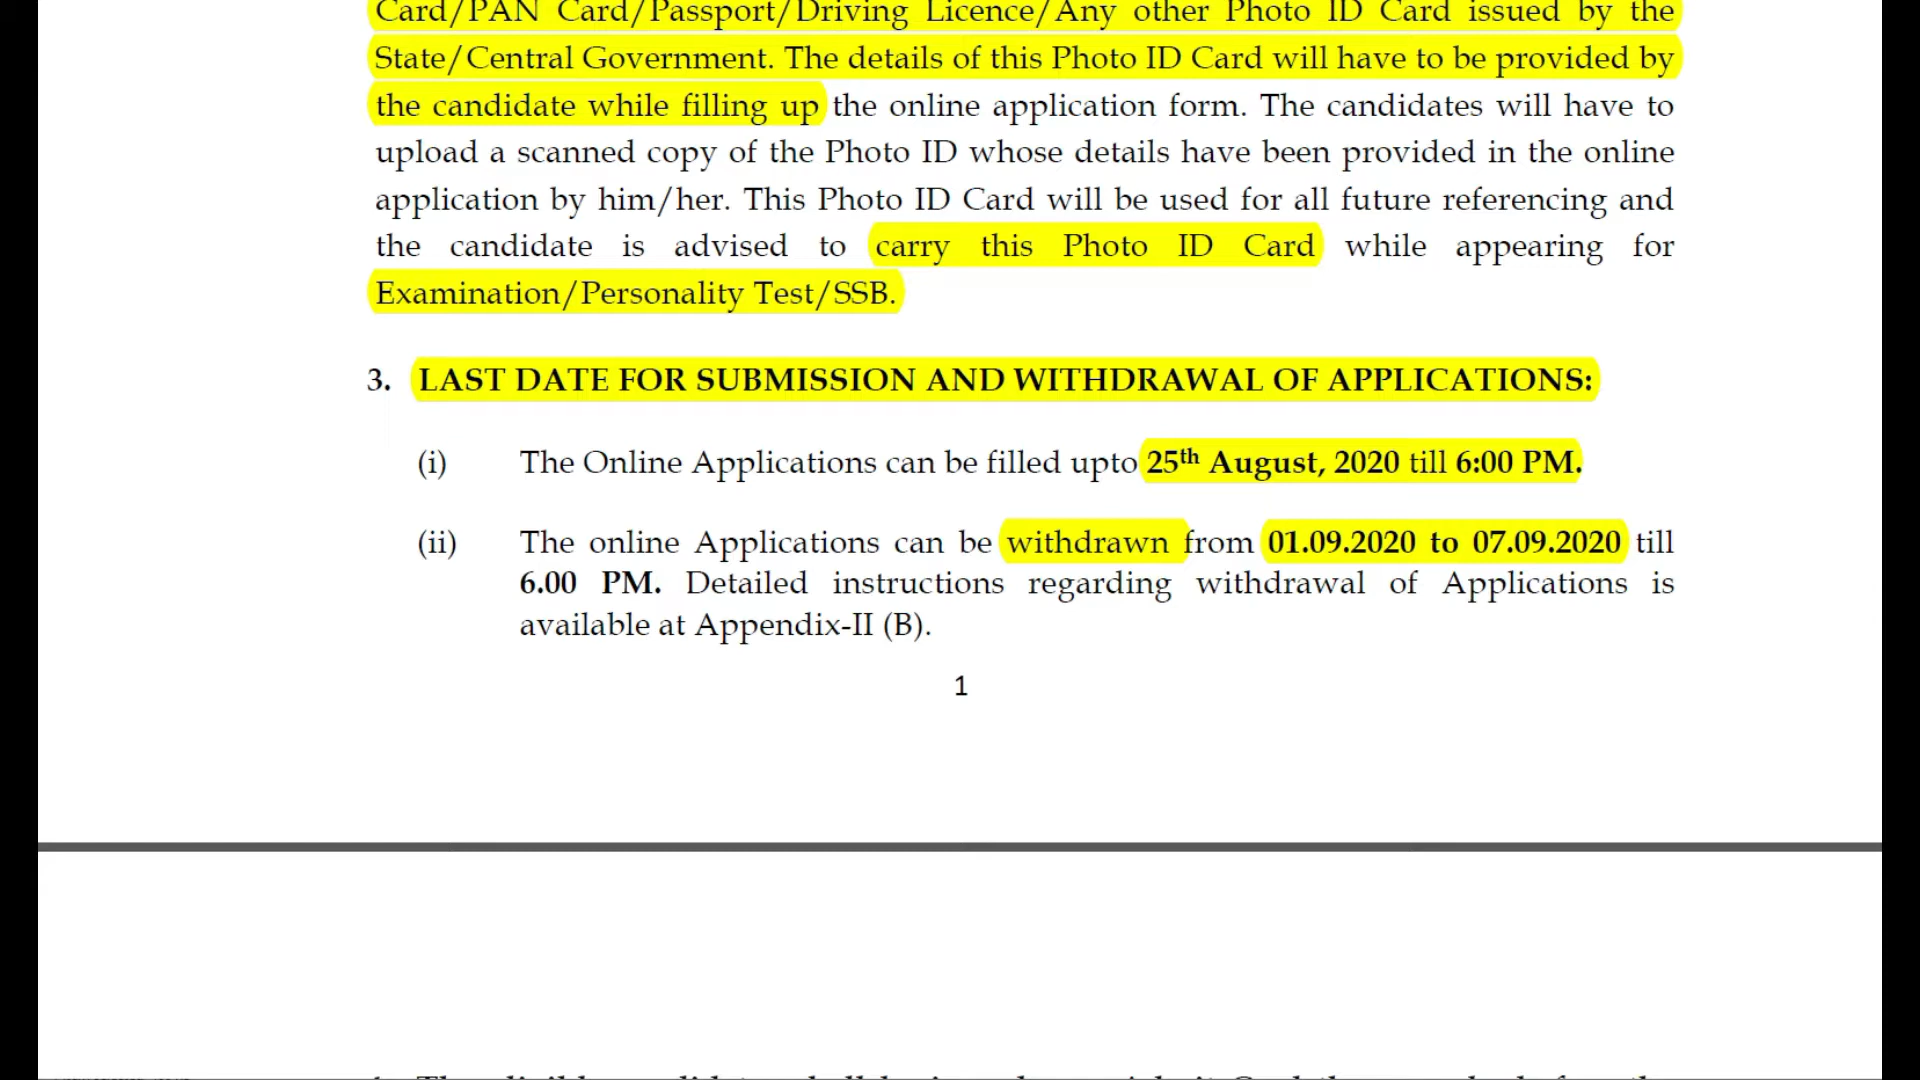 Card/PAN Card/Passport/Driving Licence/Any other Photo ID Card issued by the
State/Central Government. The details of this Photo ID Card will have to be provided by
the candidate while filling up the online application form. The candidates will have to
upload a scanned copy of the Photo ID whose details have been provided in the online
application by him/her. This Photo ID Card will be used for all future referencing and
the candidate is advised to carry this Photo ID Card while appearing for
Examination/Personality Test/SSB.
3. LAST DATE FOR SUBMISSION AND WITHDRAWAL OF APPLICATIONS:
(i) The Online Applications can be filled upto 25th August, 2020 till 6:00 PM.
(ii) The online Applications can be withdrawn from 01.09.2020 to 07.09.2020 till
6.00 PM. Detailed instructions regarding withdrawal of Applications is
available at Appendix-II (B).
1